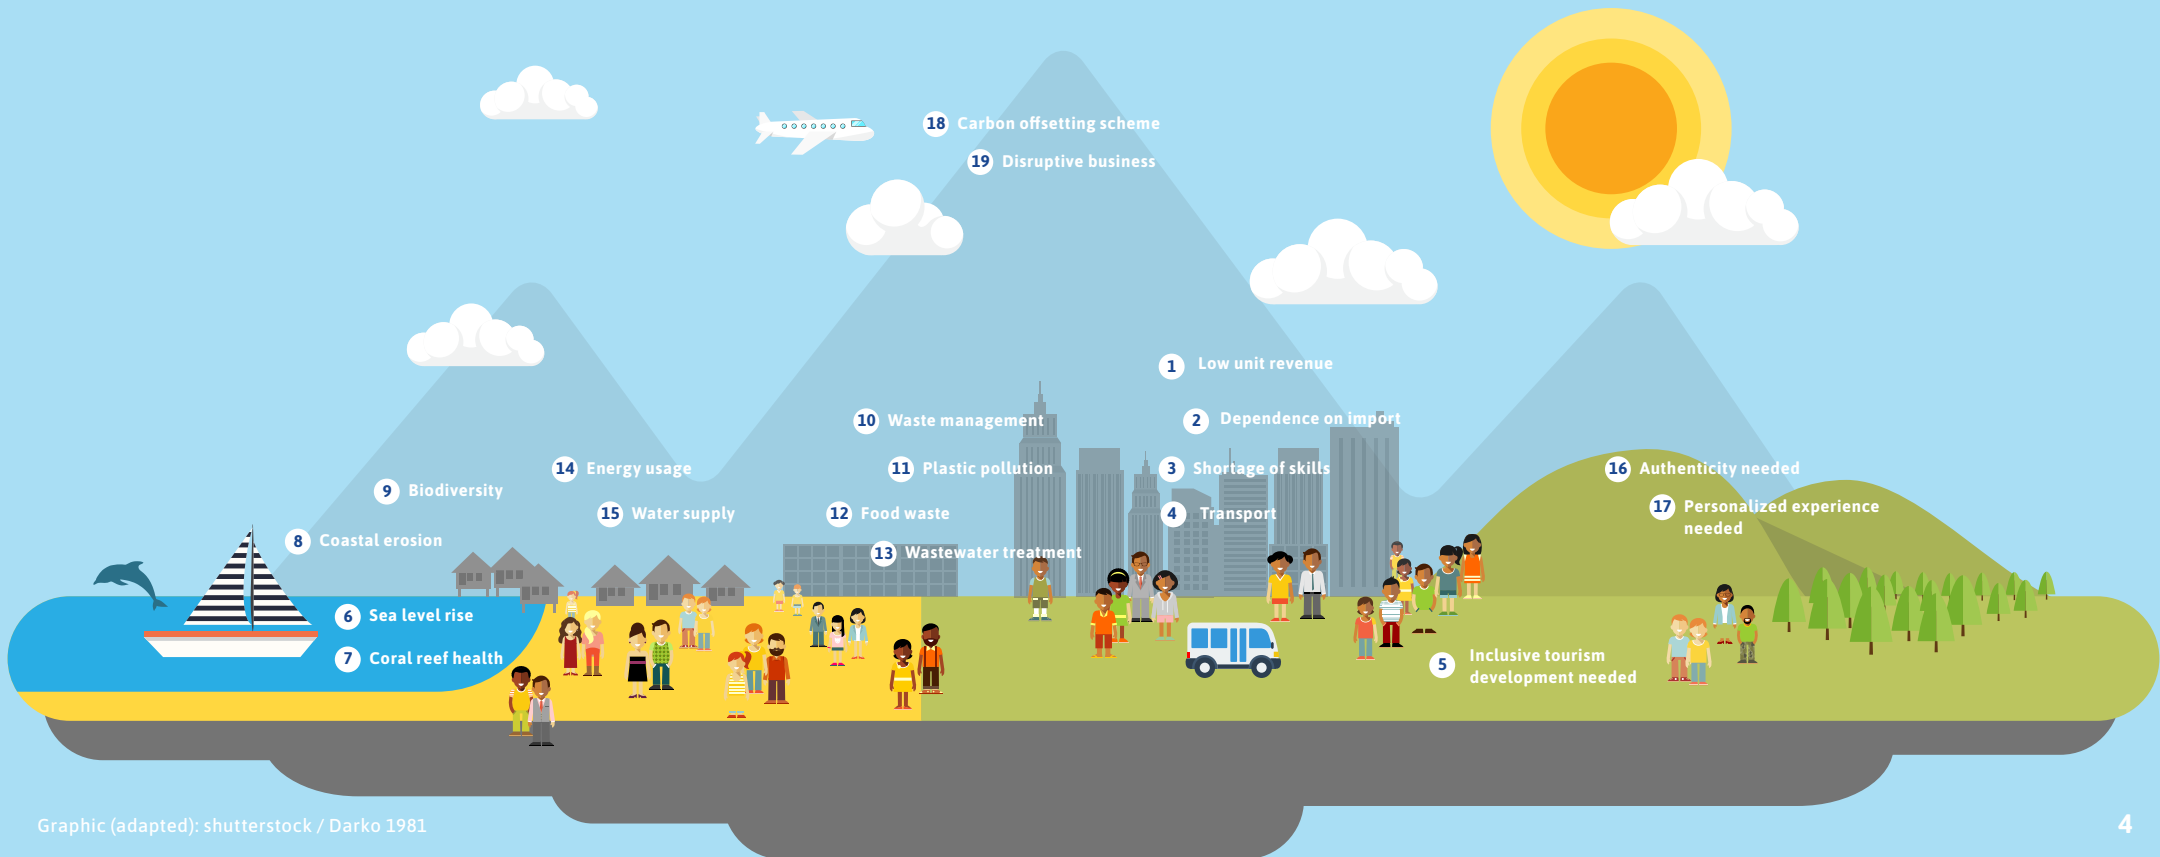 18 Carbon offsetting scheme
19 Disruptive business
1 Low unit revenue
10 Waste management
2 Dependence on import
14 Energy usage
11 Plastic pollution
3 Shortage of skills
16 Authenticity needed
9 Biodiversity
17 Personalized experience
needed
15 Water supply
12 Food waste
4 Transport
8 Coastal erosion
13 Wastewater treatment
6 Sea level rise
7 Coral reef health
5 Inclusive tourism
development needed
Graphic (adapted): shutterstock / Darko 1981
4